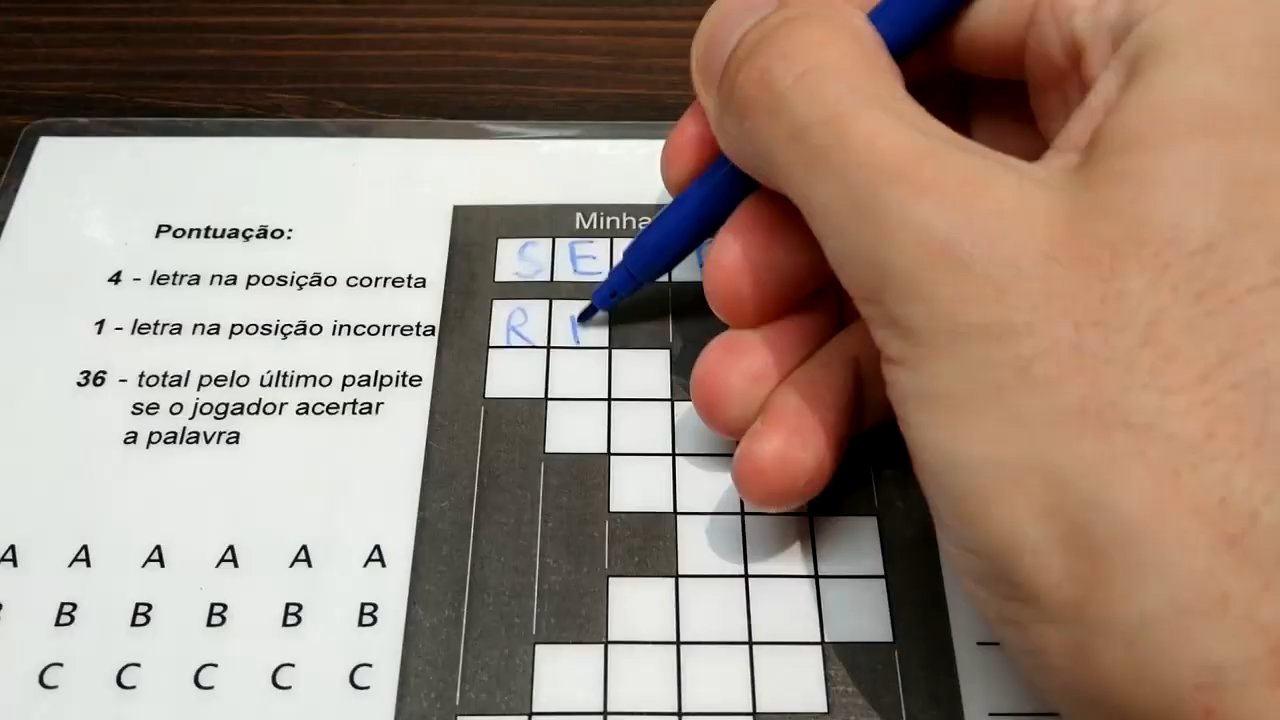 Pontuação:
4 - letra na posição correta
1 - letra na posição incorreta
36 - total pelo último palpite
se o jogador acertar
a palavra
A A A A A A
B B B B B
C C C C C
Minha
S E
R